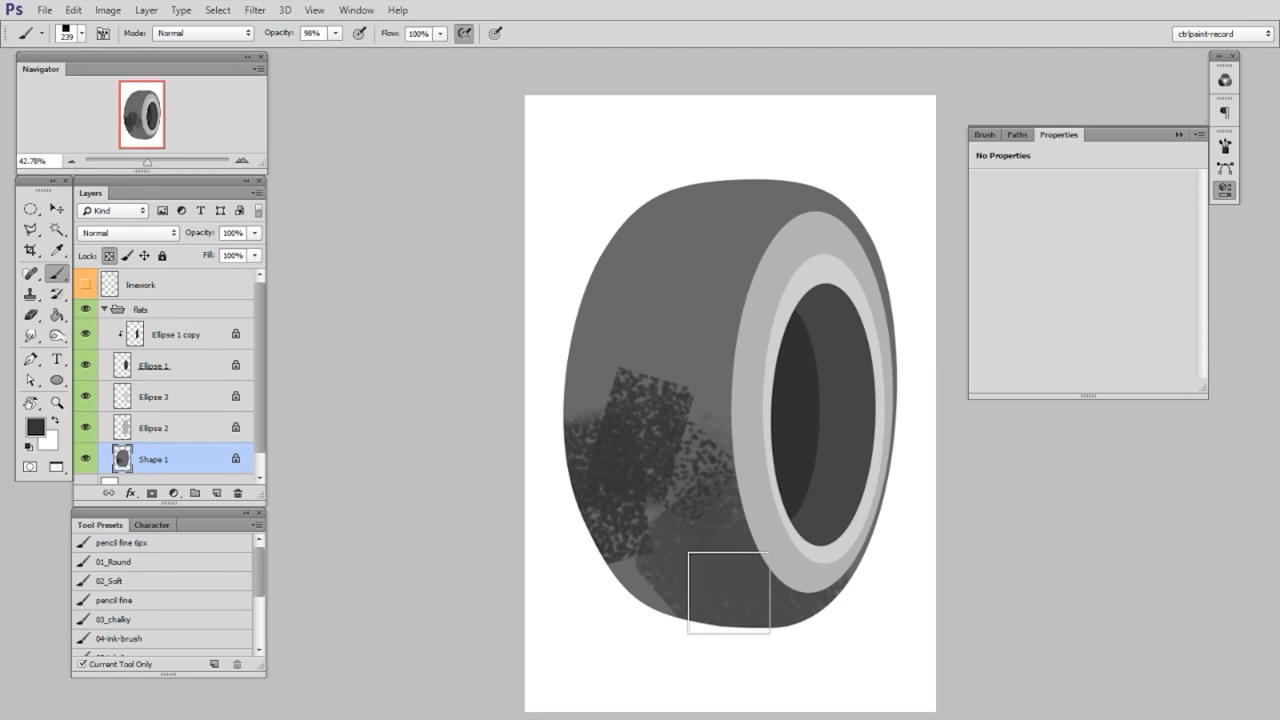 Ps File Edit Image Layer Type Select Filter 3D View Window Help
239 Mode: Normal Opacity: 98% Flow: 100% ctrlpaint-record
Navigator
42.78%
Layers
Kind
Normal Opacity: 100%
Lock: Fill: 100%
linework
flats
Ellipse 1 copy
Ellipse 1
Ellipse 3
Ellipse 2
Shape 1
fx
Tool Presets Character
pencil fine 6px
01_Round
02_Soft
pencil fine
03_chalky
04-ink-brush
Current Tool Only
Brush Paths Properties
No Properties